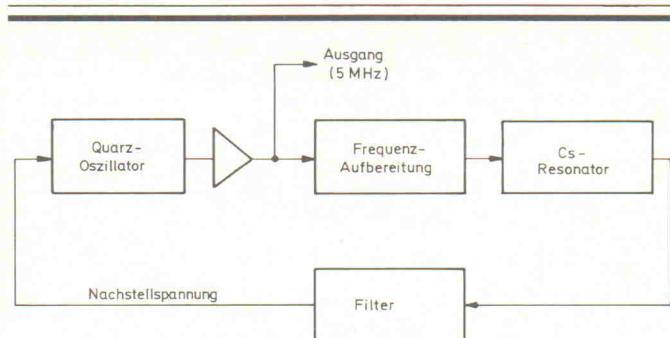 Ausgang
(5 MHz)
Quarz-
Oszillator
Frequenz-
Aufbereitung
Cs-
Resonator
Nachstellspannung
Filter